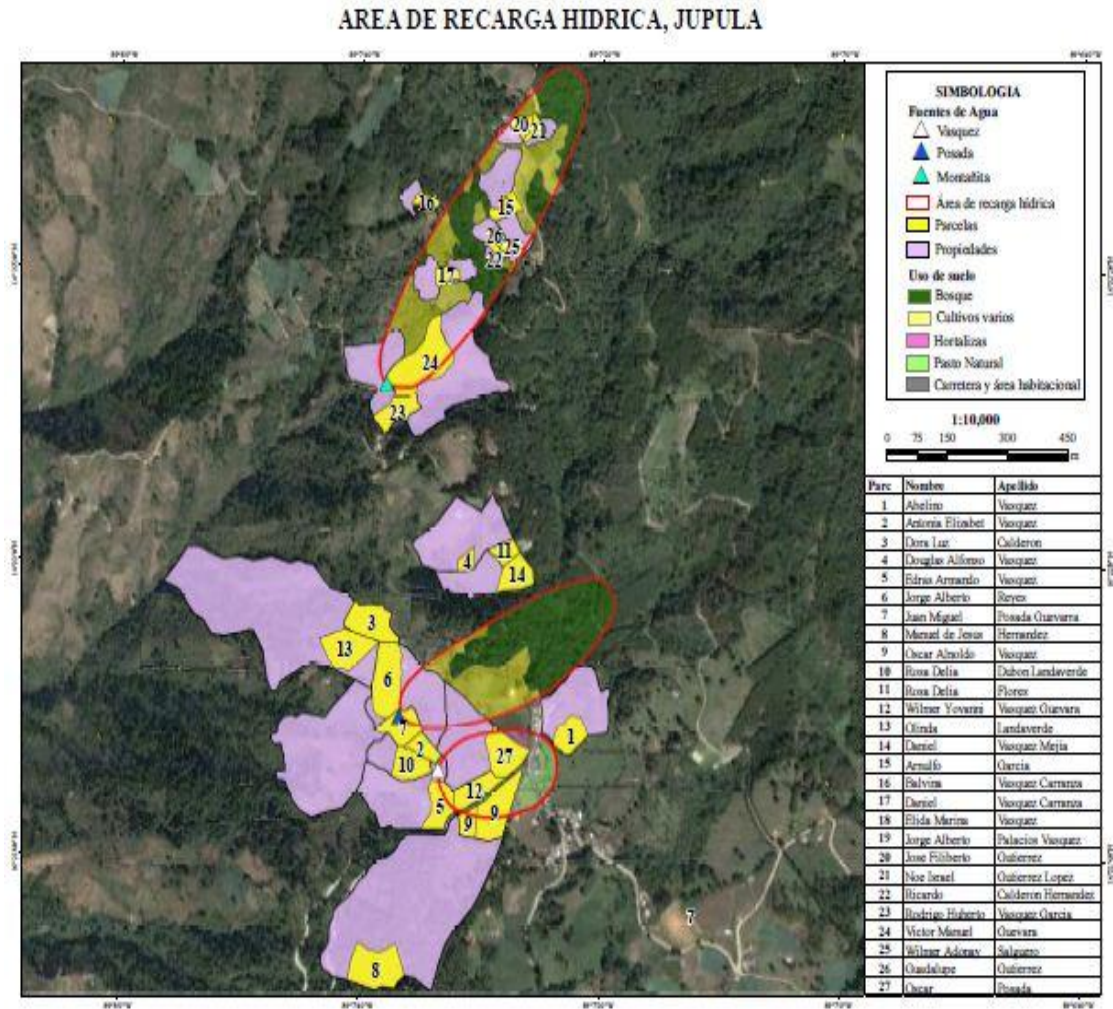 AREA DE RECARGA HIDRICA, JUPULA
SIMBOLOGIA
Fuentes de Agua
Vasquez
Posada
Montañita
Área de recarga hídrica
Parcelas
Propiedades
Uso de suelo
Bosque
Cultivos varios
Hortalizas
Pasto Natural
Carretera y área habitacional
1:10,000
0 75 150 300 450
m
Parc Nombre Apellido
1 Abelino Vasquez
2 Antonia Elizabet Vasquez
3 Dora Luz Calderon
4 Douglas Alfonso Vasquez
5 Edras Armando Vasquez
6 Jorge Alberto Reyes
7 Juan Miguel Posada Guevarra
8 Manuel de Jesus Hernandez
9 Oscar Arnoldo Vasquez
10 Rosa Delia Dubon Landaverde
11 Rosa Delia Flores
12 Wilmer Yovanni Vasquez Guevara
13 Olinda Landaverde
14 Daniel Vasquez Mejia
15 Arnulfo Garcia
16 Balvina Vasquez Carranza
17 Daniel Vasquez Carranza
18 Elida Marina Vasquez
19 Jorge Alberto Palacios Vasquez
20 Jose Filiberto Gutierrez
21 Noe Israel Gutierrez Lopez
22 Ricardo Calderon Hernandez
23 Rodrigo Huberto Vasquez Garcia
24 Victor Manuel Guevara
25 Wilmer Adonay Salguero
26 Guadalupe Gutierrez
27 Oscar Posada
20 21
16
15
26
25
22
17
24
23
11
4
14
3
13
6
7
2
10
27
1
12
5
9
9
7
8